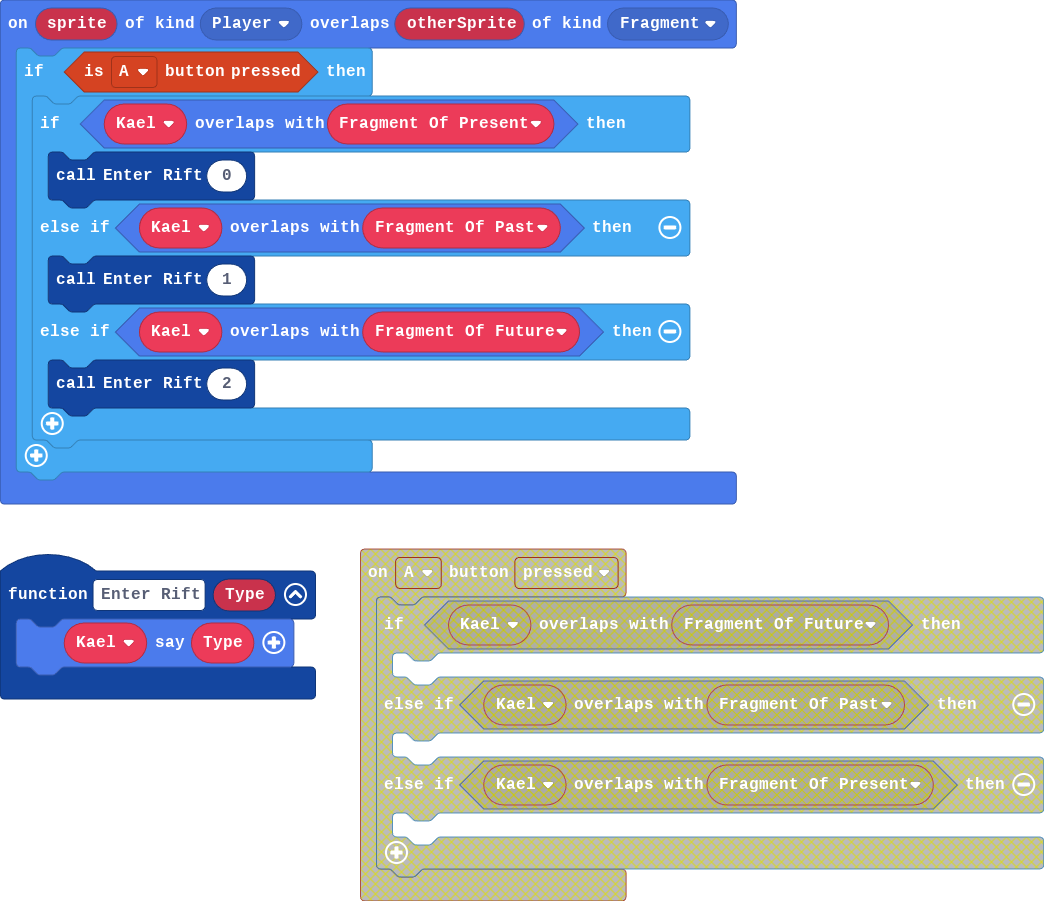 on sprite of kind Player overlaps otherSprite of kind Fragment
if is A button pressed then
if Kael overlaps with Fragment Of Present then
call Enter Rift 0
else if Kael overlaps with Fragment Of Past then
call Enter Rift 1
else if Kael overlaps with Fragment Of Future then
call Enter Rift 2
function Enter Rift Type
Kael say Type
on A button pressed
if Kael overlaps with Fragment Of Future then
else if Kael overlaps with Fragment Of Past then
else if Kael overlaps with Fragment Of Present then